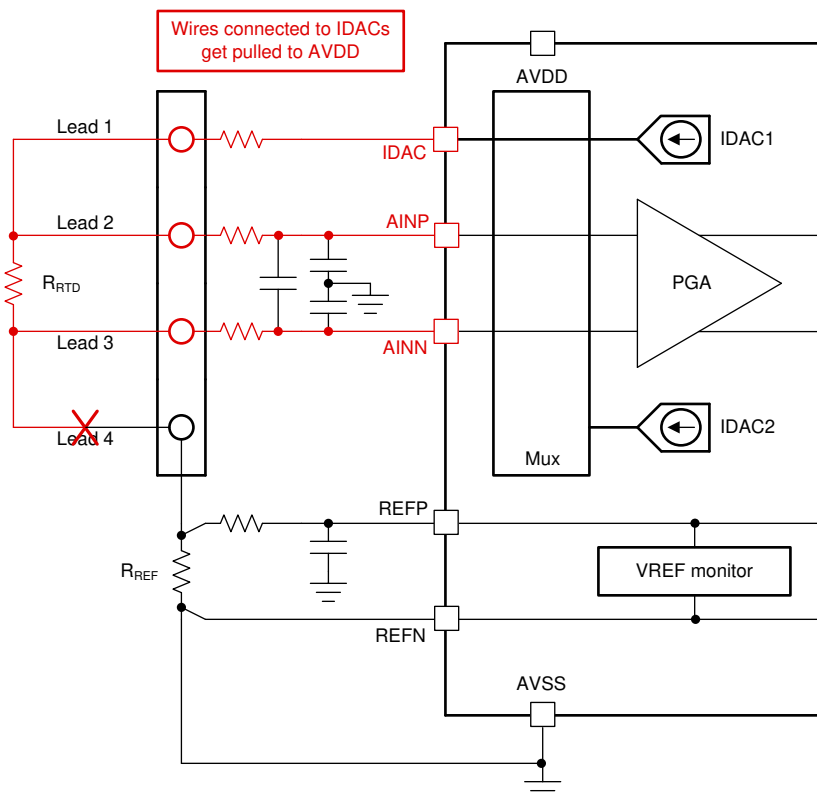 Wires connected to IDACs
get pulled to AVDD
AVDD
Lead 1
IDAC
IDAC1
Lead 2
AINP
RRTD
PGA
Lead 3
AINN
Lead 4
IDAC2
Mux
REFP
RREF
VREF monitor
REFN
AVSS